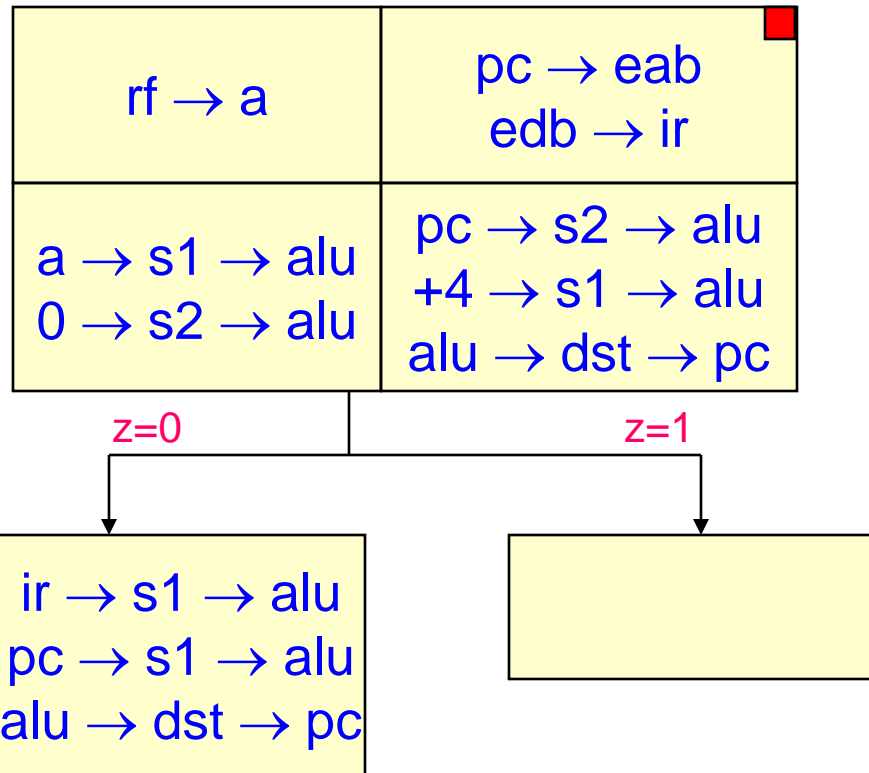 rf → a
pc → eab
edb → ir
a → s1 → alu
0 → s2 → alu
pc → s2 → alu
+4 → s1 → alu
alu → dst → pc
z=0
z=1
ir → s1 → alu
pc → s1 → alu
alu → dst → pc